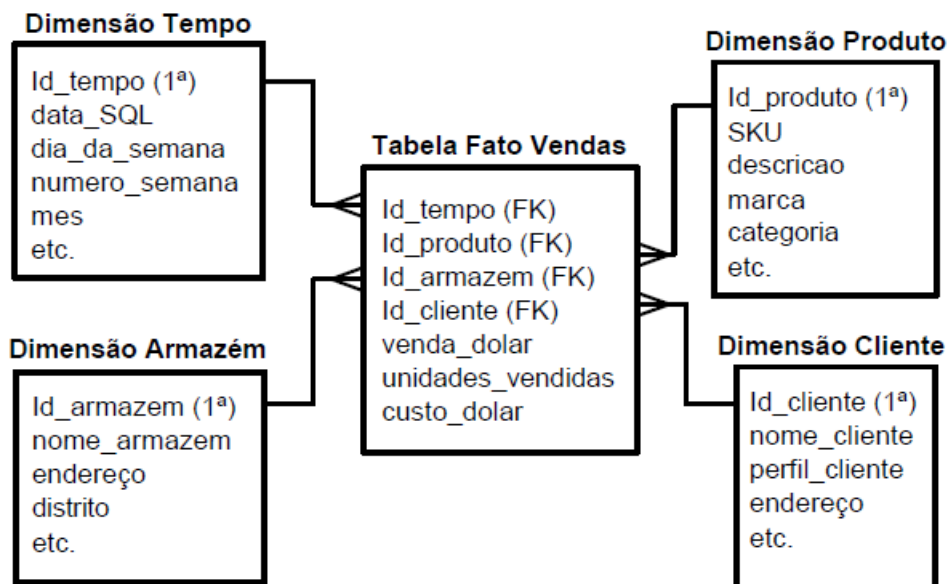 Dimensão Tempo
Id_tempo (1ª)
data_SQL
dia_da_semana
numero_semana
mes
etc.
Dimensão Armazém
Id_armazem (1ª)
nome_armazem
endereço
distrito
etc.
Tabela Fato Vendas
Id_tempo (FK)
Id_produto (FK)
Id_armazem (FK)
Id_cliente (FK)
venda_dolar
unidades_vendidas
custo_dolar
Dimensão Produto
Id_produto (1ª)
SKU
descricao
marca
categoria
etc.
Dimensão Cliente
Id_cliente (1ª)
nome_cliente
perfil_cliente
endereço
etc.